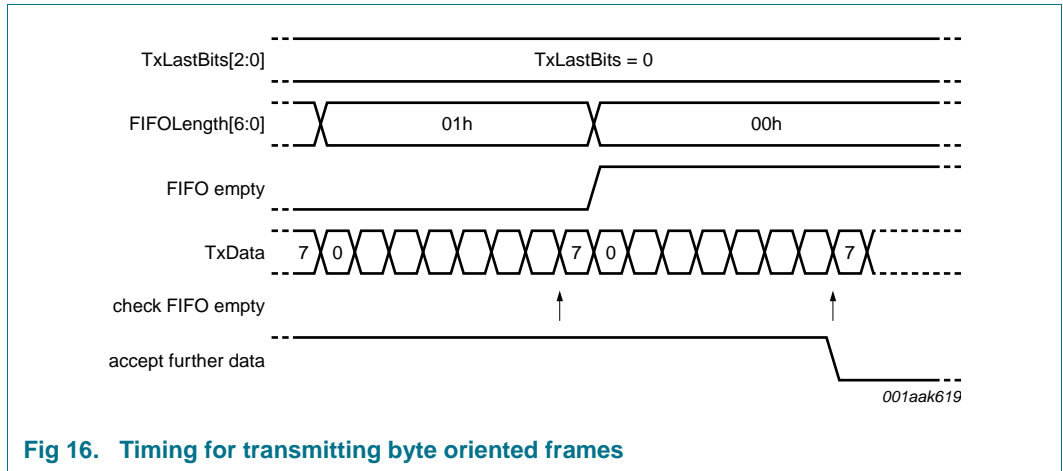 TxLastBits[2:0] TxLastBits = 0
FIFOLength[6:0] 01h 00h
FIFO empty
TxData 7 0 7 0 7
check FIFO empty
accept further data
001aak619
Fig 16. Timing for transmitting byte oriented frames